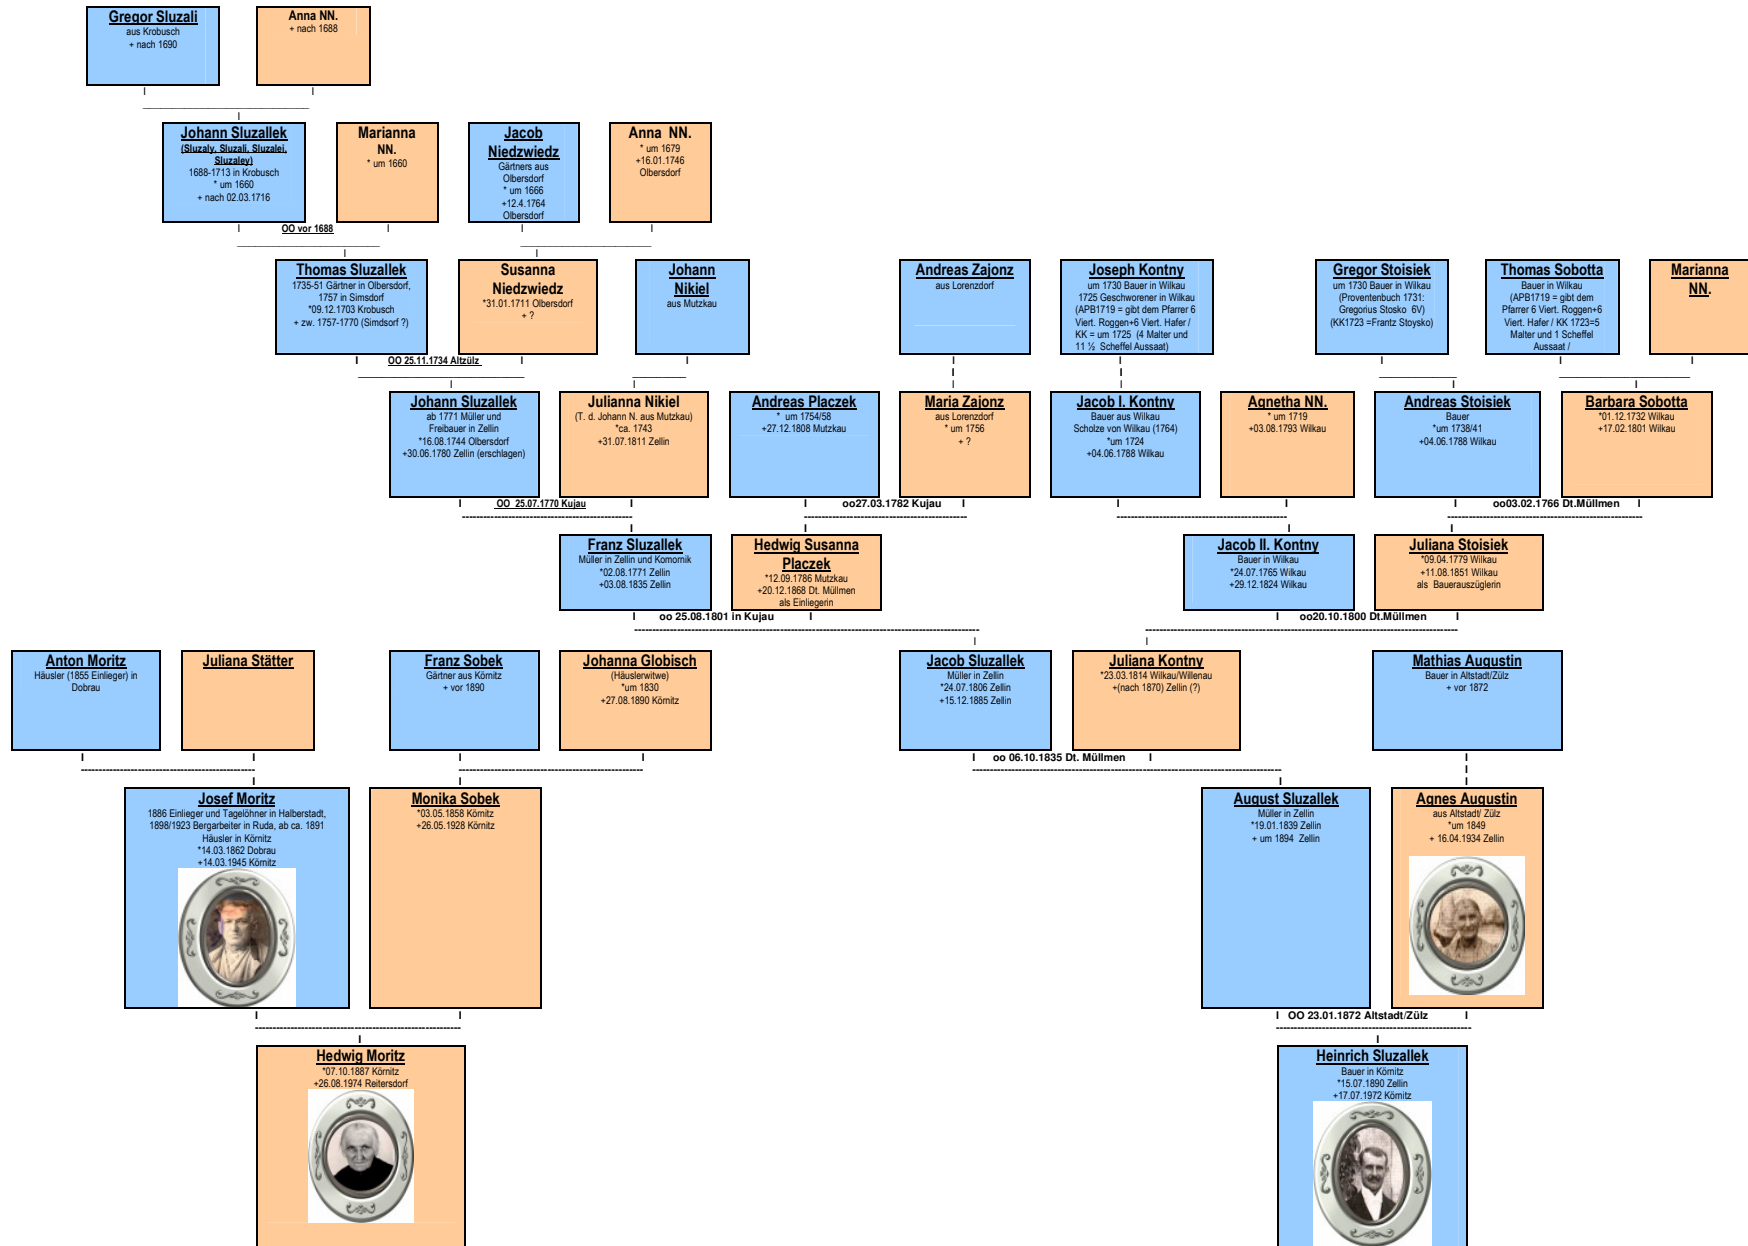 Gregor Sluzali
aus Krobusch
+ nach 1690
Anna NN.
+ nach 1688
Johann Sluzallek
(Sluzaly, Sluzali, Sluzalei,
Sluzaley)
1688-1713 in Krobusch
* um 1660
+ nach 02.03.1716
Marianna
NN.
* um 1660
Jacob
Niedzwiedz
Gärtners aus
Olbersdorf
* um 1666
+12.4.1764
Olbersdorf
Anna NN.
* um 1679
+16.01.1746
Olbersdorf
OO vor 1688
Thomas Sluzallek
1735-51 Gärtner in Olbersdorf,
1757 in Simsdorf
*09.12.1703 Krobusch
+ zw. 1757-1770 (Simdsorf ?)
Susanna
Niedzwiedz
*31.01.1711 Olbersdorf
+ ?
Johann
Nikiel
aus Mutzkau
Andreas Zajonz
aus Lorenzdorf
Joseph Kontny
um 1730 Bauer in Wilkau
1725 Geschworener in Wilkau
(APB1719 = gibt dem Pfarrer 6
Viert. Roggen+6 Viert. Hafer /
KK = um 1725 (4 Malter und
11 ½ Scheffel Aussaat)
Gregor Stoisiek
um 1730 Bauer in Wilkau
(Proventenbuch 1731:
Gregorius Stosko 6V)
(KK1723 =Frantz Stoysko)
Thomas Sobotta
Bauer in Wilkau
(APB1719 = gibt dem
Pfarrer 6 Viert. Roggen+6
Viert. Hafer / KK 1723=5
Malter und 1 Scheffel
Aussaat /
Marianna
NN.
OO 25.11.1734 Altzülz
Johann Sluzallek
ab 1771 Müller und
Freibauer in Zellin
*16.08.1744 Olbersdorf
+30.06.1780 Zellin (erschlagen)
Julianna Nikiel
(T. d. Johann N. aus Mutzkau)
*ca. 1743
+31.07.1811 Zellin
Andreas Placzek
* um 1754/58
+27.12.1808 Mutzkau
Maria Zajonz
aus Lorenzdorf
* um 1756
+ ?
Jacob I. Kontny
Bauer aus Wilkau
Scholze von Wilkau (1764)
*um 1724
+04.06.1788 Wilkau
Agnetha NN.
* um 1719
+03.08.1793 Wilkau
Andreas Stoisiek
Bauer
*um 1738/41
+04.06.1788 Wilkau
Barbara Sobotta
*01.12.1732 Wilkau
+17.02.1801 Wilkau
OO 25.07.1770 Kujau
oo27.03.1782 Kujau
oo03.02.1766 Dt.Müllmen
Franz Sluzallek
Müller in Zellin und Komornik
*02.08.1771 Zellin
+03.08.1835 Zellin
Hedwig Susanna
Placzek
*12.09.1786 Mutzkau
+20.12.1868 Dt. Müllmen
als Einliegerin
Jacob II. Kontny
Bauer in Wilkau
*24.07.1765 Wilkau
+29.12.1824 Wilkau
Juliana Stoisiek
*09.04.1779 Wilkau
+11.08.1851 Wilkau
als Bauerauszüglerin
oo 25.08.1801 in Kujau
oo20.10.1800 Dt.Müllmen
Anton Moritz
Häusler (1855 Einlieger) in
Dobrau
Juliana Stätter
Franz Sobek
Gärtner aus Körnitz
+ vor 1890
Johanna Globisch
(Häuslerwitwe)
*um 1830
+27.08.1890 Körnitz
Jacob Sluzallek
Müller in Zellin
*24.07.1806 Zellin
+15.12.1885 Zellin
Juliana Kontny
*23.03.1814 Wilkau/Willenau
+(nach 1870) Zellin (?)
Mathias Augustin
Bauer in Altstadt/Zülz
+ vor 1872
oo 06.10.1835 Dt. Müllmen
Josef Moritz
1886 Einlieger und Tagelöhner in Halberstadt,
1898/1923 Bergarbeiter in Ruda, ab ca. 1891
Häusler in Körnitz
*14.03.1862 Dobrau
+14.03.1945 Körnitz
Monika Sobek
*03.05.1858 Körnitz
+26.05.1928 Körnitz
August Sluzallek
Müller in Zellin
*19.01.1839 Zellin
+ um 1894 Zellin
Agnes Augustin
aus Altstadt/ Zülz
*um 1849
+ 16.04.1934 Zellin
OO 23.01.1872 Altstadt/Zülz
Hedwig Moritz
*07.10.1887 Körnitz
+26.08.1974 Reitersdorf
Heinrich Sluzallek
Bauer in Körnitz
*15.07.1890 Zellin
+17.07.1972 Körnitz